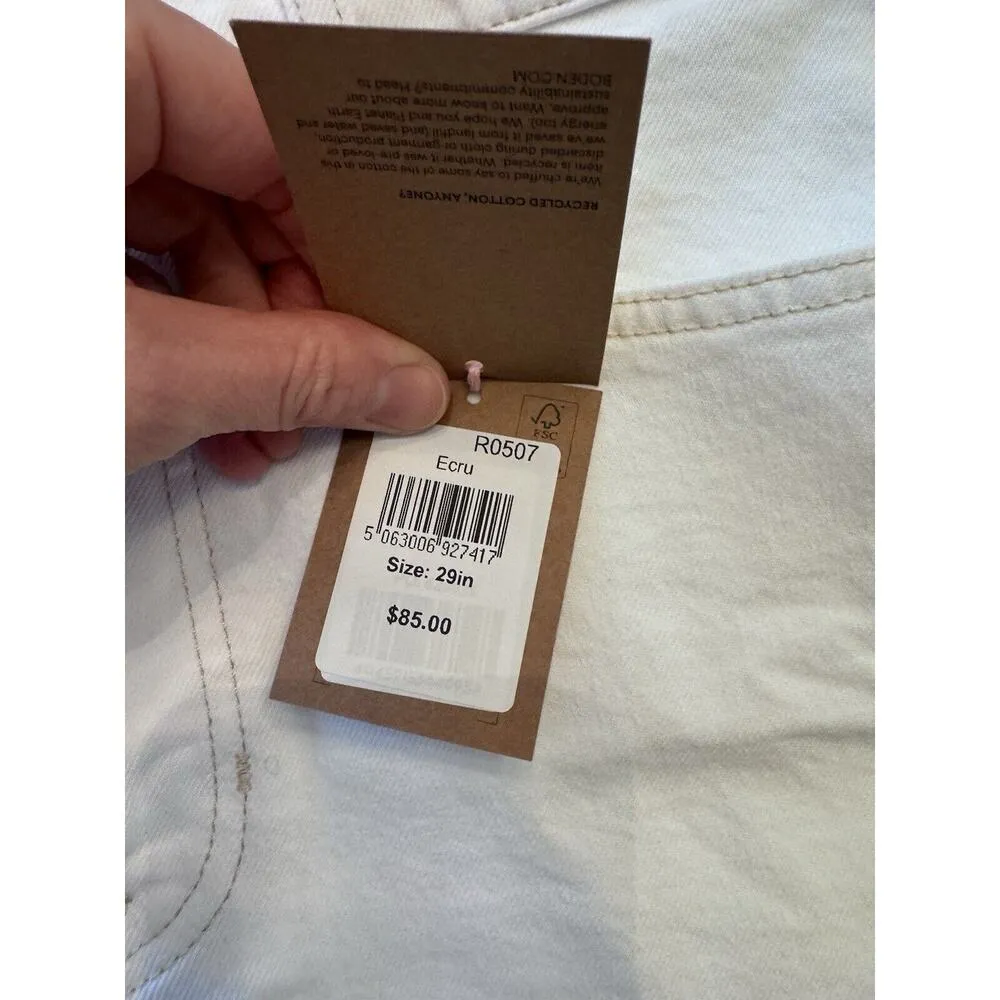 RECYCLED COTTON, ANYONE?
We're chuffed to say some of the cotton in this
item is recycled. Whether it was pre-loved or
discarded during cloth or garment production,
we've saved it from landfill (and saved water and
energy too). We hope you and Planet Earth
approve. Want to know more about our
sustainability commitments? Head to
BODEN.COM
FSC
R0507
Ecru
5 063006 927417
Size: 29in
$85.00